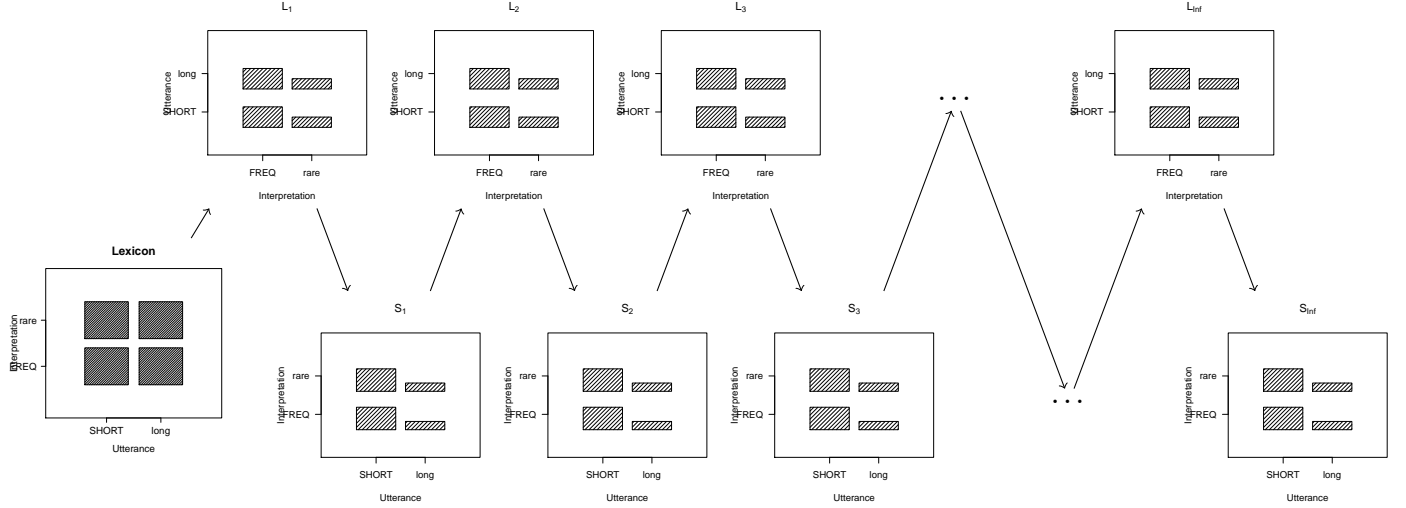 L1
L2
L3
LInf
long
SHORT
Utterance
FREQ rare
Interpretation
long
SHORT
Utterance
FREQ rare
Interpretation
long
SHORT
Utterance
FREQ rare
Interpretation
. . .
long
SHORT
Utterance
FREQ rare
Interpretation
Lexicon
rare
FREQ
Interpretation
SHORT long
Utterance
S1
S2
S3
SInf
rare
FREQ
Interpretation
SHORT long
Utterance
rare
FREQ
Interpretation
SHORT long
Utterance
rare
FREQ
Interpretation
SHORT long
Utterance
. . .
rare
FREQ
Interpretation
SHORT long
Utterance